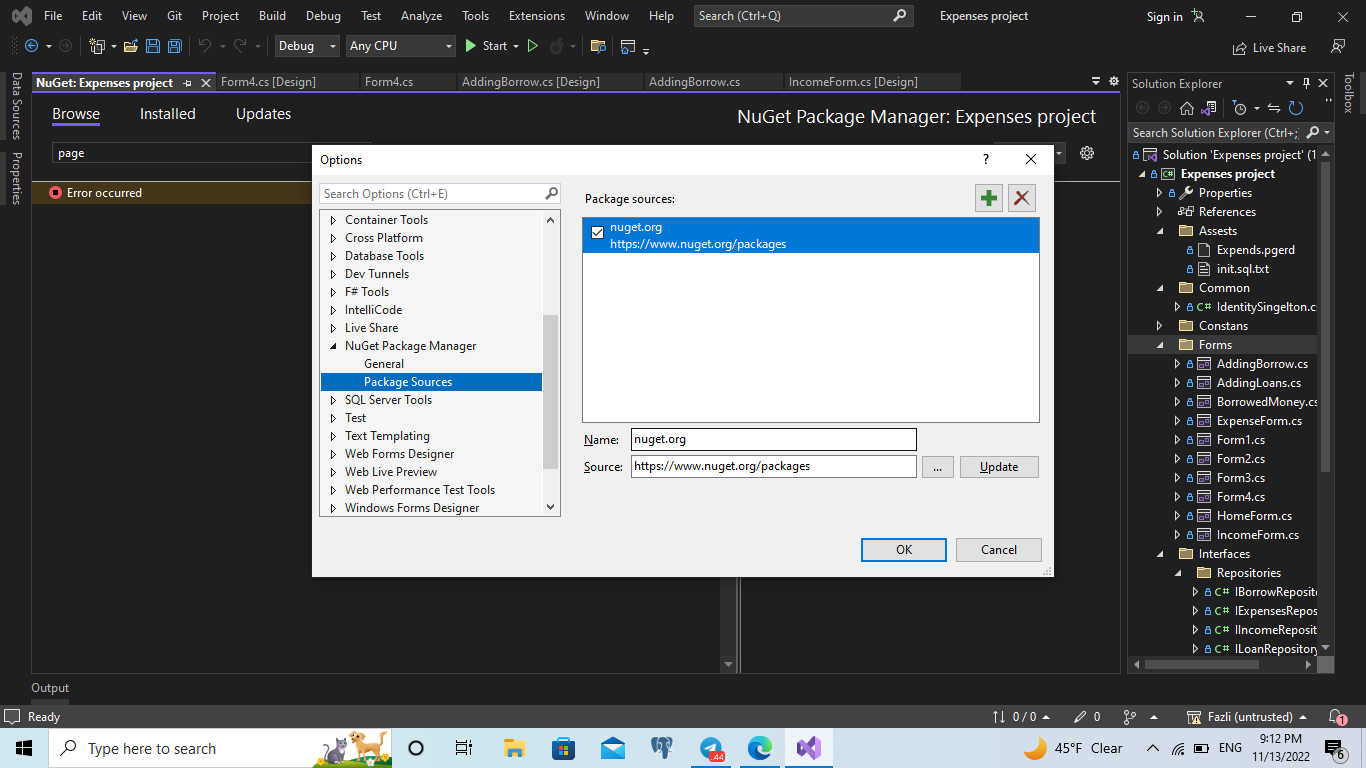 File Edit View Git Project Build Debug Test Analyze Tools Extensions Window Help Search (Ctrl+Q) Expenses project Sign in
Debug Any CPU Start Live Share
Data Sources
Properties
Toolbox
NuGet: Expenses project Form4.cs [Design] Form4.cs AddingBorrow.cs [Design] AddingBorrow.cs IncomeForm.cs [Design]
Browse Installed Updates NuGet Package Manager: Expenses project
page
Error occurred
Options ?
Search Options (Ctrl+E)
Container Tools
Cross Platform
Database Tools
Dev Tunnels
F# Tools
IntelliCode
Live Share
NuGet Package Manager
General
Package Sources
SQL Server Tools
Test
Text Templating
Web Forms Designer
Web Live Preview
Web Performance Test Tools
Windows Forms Designer
Package sources:
nuget.org
https://www.nuget.org/packages
Name: nuget.org
Source: https://www.nuget.org/packages ... Update
OK Cancel
Solution Explorer
Search Solution Explorer (Ctrl+;
Solution 'Expenses project' (1
C# Expenses project
Properties
References
Assests
Expends.pgerd
init.sql.txt
Common
C# IdentitySingelton.c
Constans
Forms
AddingBorrow.cs
AddingLoans.cs
BorrowedMoney.cs
ExpenseForm.cs
Form1.cs
Form2.cs
Form3.cs
Form4.cs
HomeForm.cs
IncomeForm.cs
Interfaces
Repositories
C# IBorrowReposit
C# IExpensesRepos
C# IIncomeReposit
C# ILoanRepository
Output
Ready 0 / 0 0 Fazli (untrusted) 1
Type here to search .44 45°F Clear ENG 9:12 PM
11/13/2022 6